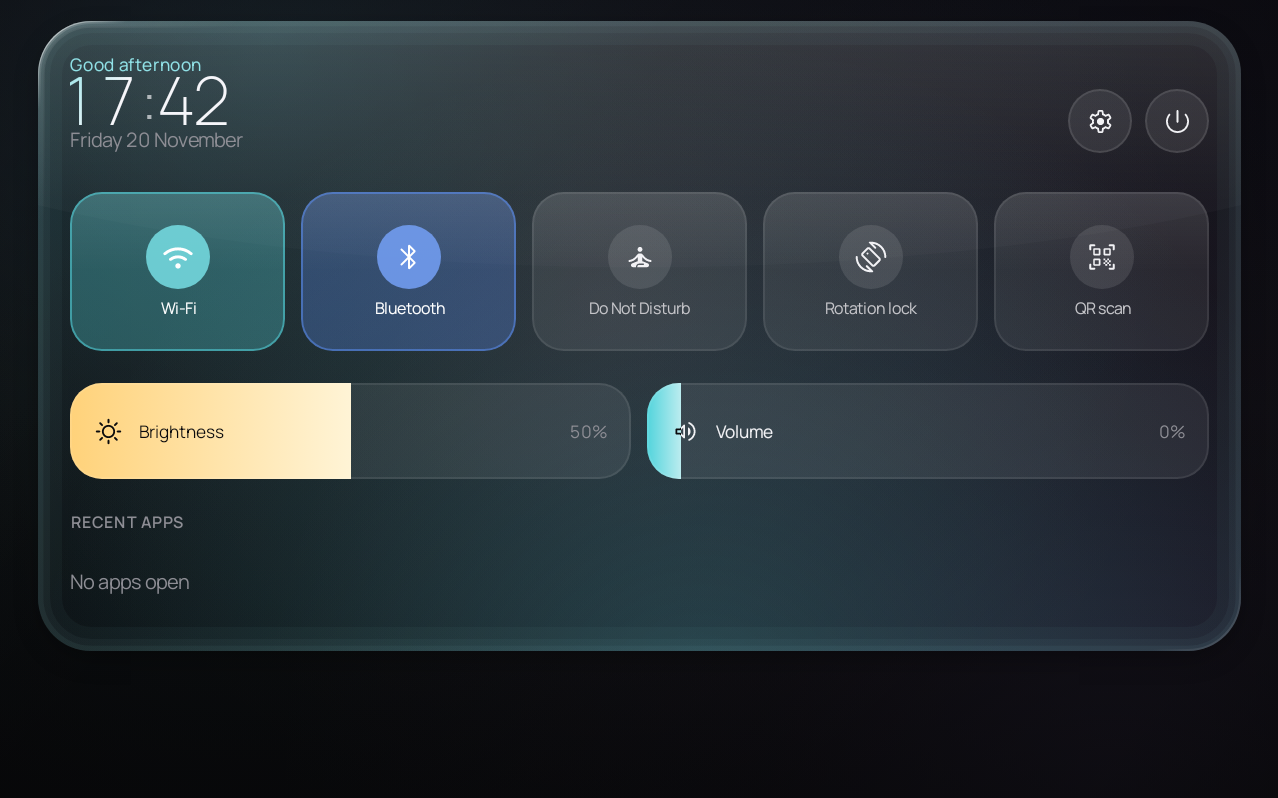 Good afternoon
17:42
Friday 20 November
Wi-Fi
Bluetooth
Do Not Disturb
Rotation lock
QR scan
Brightness
50%
Volume
0%
RECENT APPS
No apps open